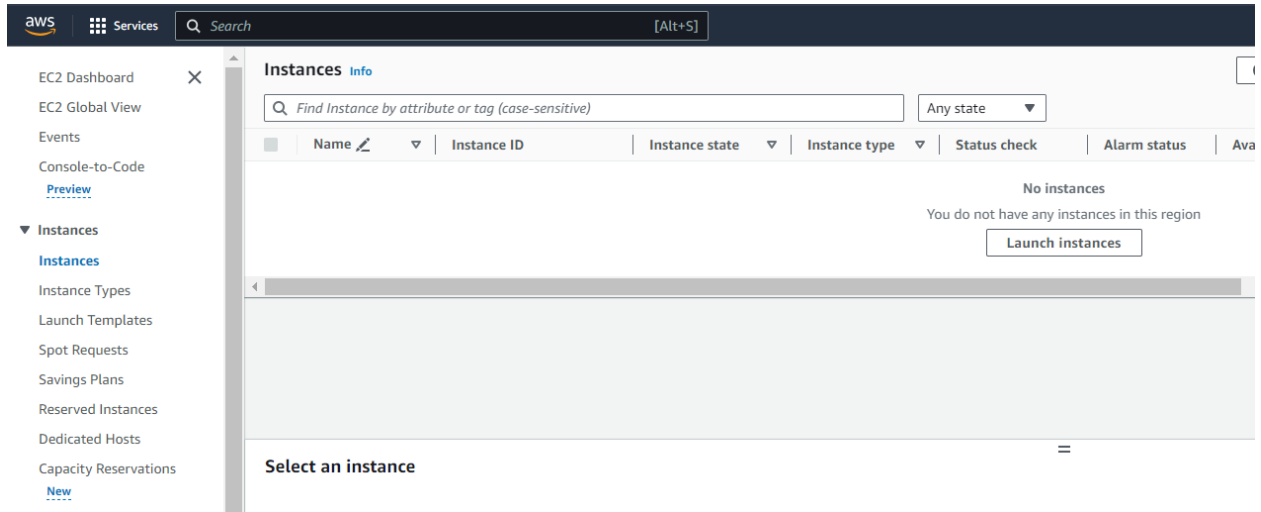 aws
Services
Search
[Alt+S]
EC2 Dashboard
EC2 Global View
Events
Console-to-Code
Preview
Instances
Instances
Instance Types
Launch Templates
Spot Requests
Savings Plans
Reserved Instances
Dedicated Hosts
Capacity Reservations
New
Instances Info
Find Instance by attribute or tag (case-sensitive)
Any state
Name
Instance ID
Instance state
Instance type
Status check
Alarm status
Ava
No instances
You do not have any instances in this region
Launch instances
Select an instance